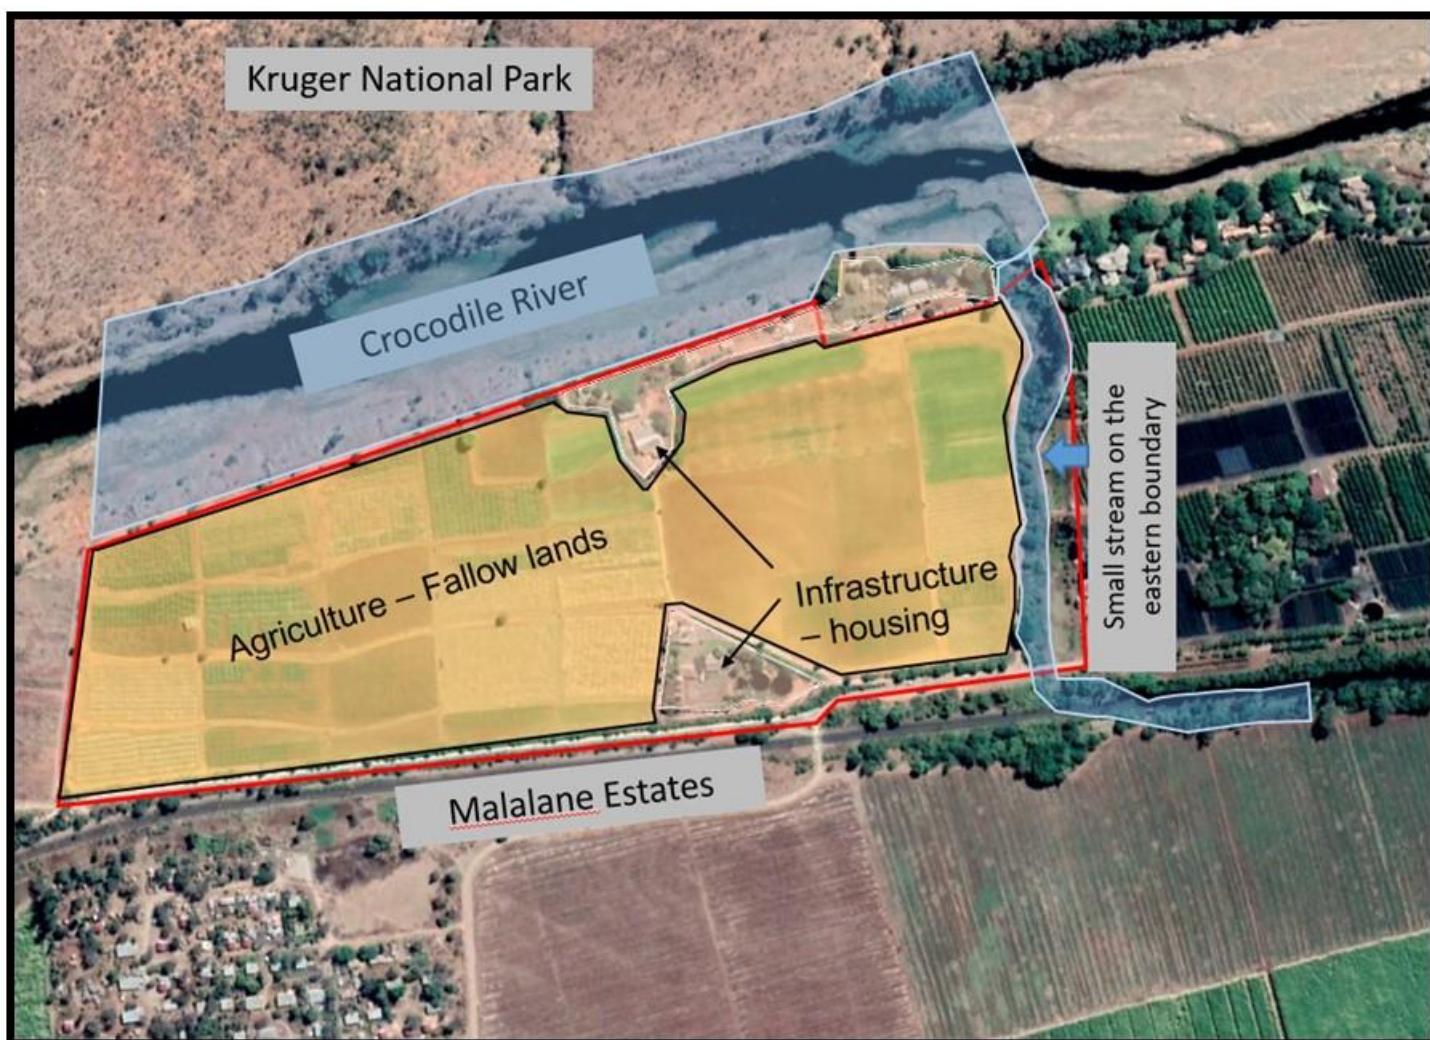 Kruger National Park
Crocodile River
Small stream on the
eastern boundary
Agriculture – Fallow lands
Infrastructure
– housing
Malalane Estates